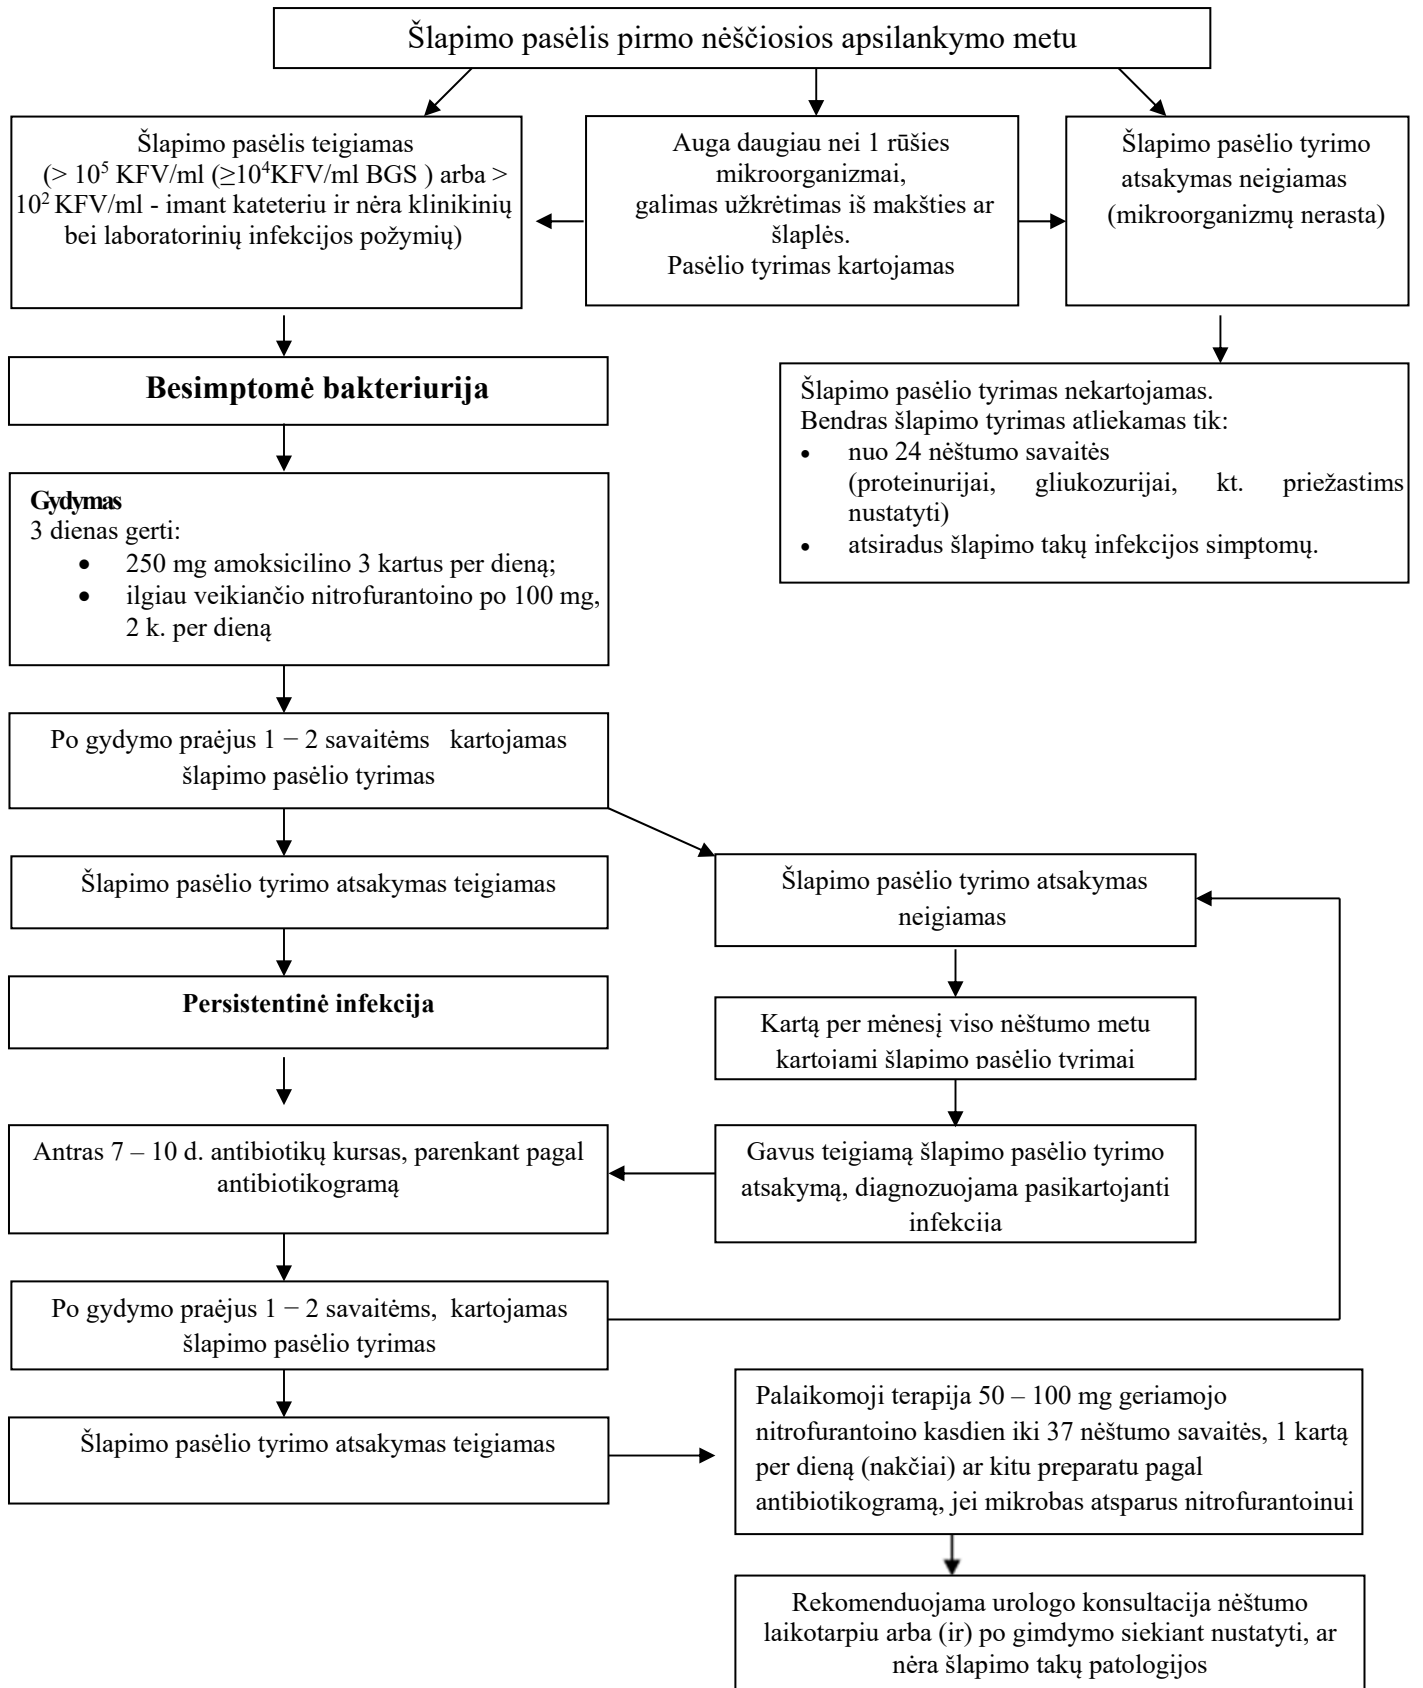 Šlapimo pasėlis pirmo nėščiosios apsilankymo metu
Šlapimo pasėlis teigiamas
(> 10⁵ KFV/ml (≥10⁴KFV/ml BGS ) arba >
10² KFV/ml - imant kateteriu ir nėra klinikinių
bei laboratorinių infekcijos požymių)
Auga daugiau nei 1 rūšies
mikroorganizmai,
galimas užkrėtimas iš makšties ar
šlaplės.
Pasėlio tyrimas kartojamas
Šlapimo pasėlio tyrimo
atsakymas neigiamas
(mikroorganizmų nerasta)
Besimptomė bakteriurija
Šlapimo pasėlio tyrimas nekartojamas.
Bendras šlapimo tyrimas atliekamas tik:
• nuo 24 nėštumo savaitės
(proteinurijai, gliukozurijai, kt. priežastims
nustatyti)
• atsiradus šlapimo takų infekcijos simptomų.
Gydymas
3 dienas gerti:
• 250 mg amoksicilino 3 kartus per dieną;
• ilgiau veikiančio nitrofurantoino po 100 mg,
2 k. per dieną
Po gydymo praėjus 1 − 2 savaitėms kartojamas
šlapimo pasėlio tyrimas
Šlapimo pasėlio tyrimo atsakymas teigiamas
Šlapimo pasėlio tyrimo atsakymas
neigiamas
Persistentinė infekcija
Kartą per mėnesį viso nėštumo metu
kartojami šlapimo pasėlio tyrimai
Antras 7 – 10 d. antibiotikų kursas, parenkant pagal
antibiotikogramą
Gavus teigiamą šlapimo pasėlio tyrimo
atsakymą, diagnozuojama pasikartojanti
infekcija
Po gydymo praėjus 1 − 2 savaitėms, kartojamas
šlapimo pasėlio tyrimas
Šlapimo pasėlio tyrimo atsakymas teigiamas
Palaikomoji terapija 50 – 100 mg geriamojo
nitrofurantoino kasdien iki 37 nėštumo savaitės, 1 kartą
per dieną (nakčiai) ar kitu preparatu pagal
antibiotikogramą, jei mikrobas atsparus nitrofurantoinui
Rekomenduojama urologo konsultacija nėštumo
laikotarpiu arba (ir) po gimdymo siekiant nustatyti, ar
nėra šlapimo takų patologijos